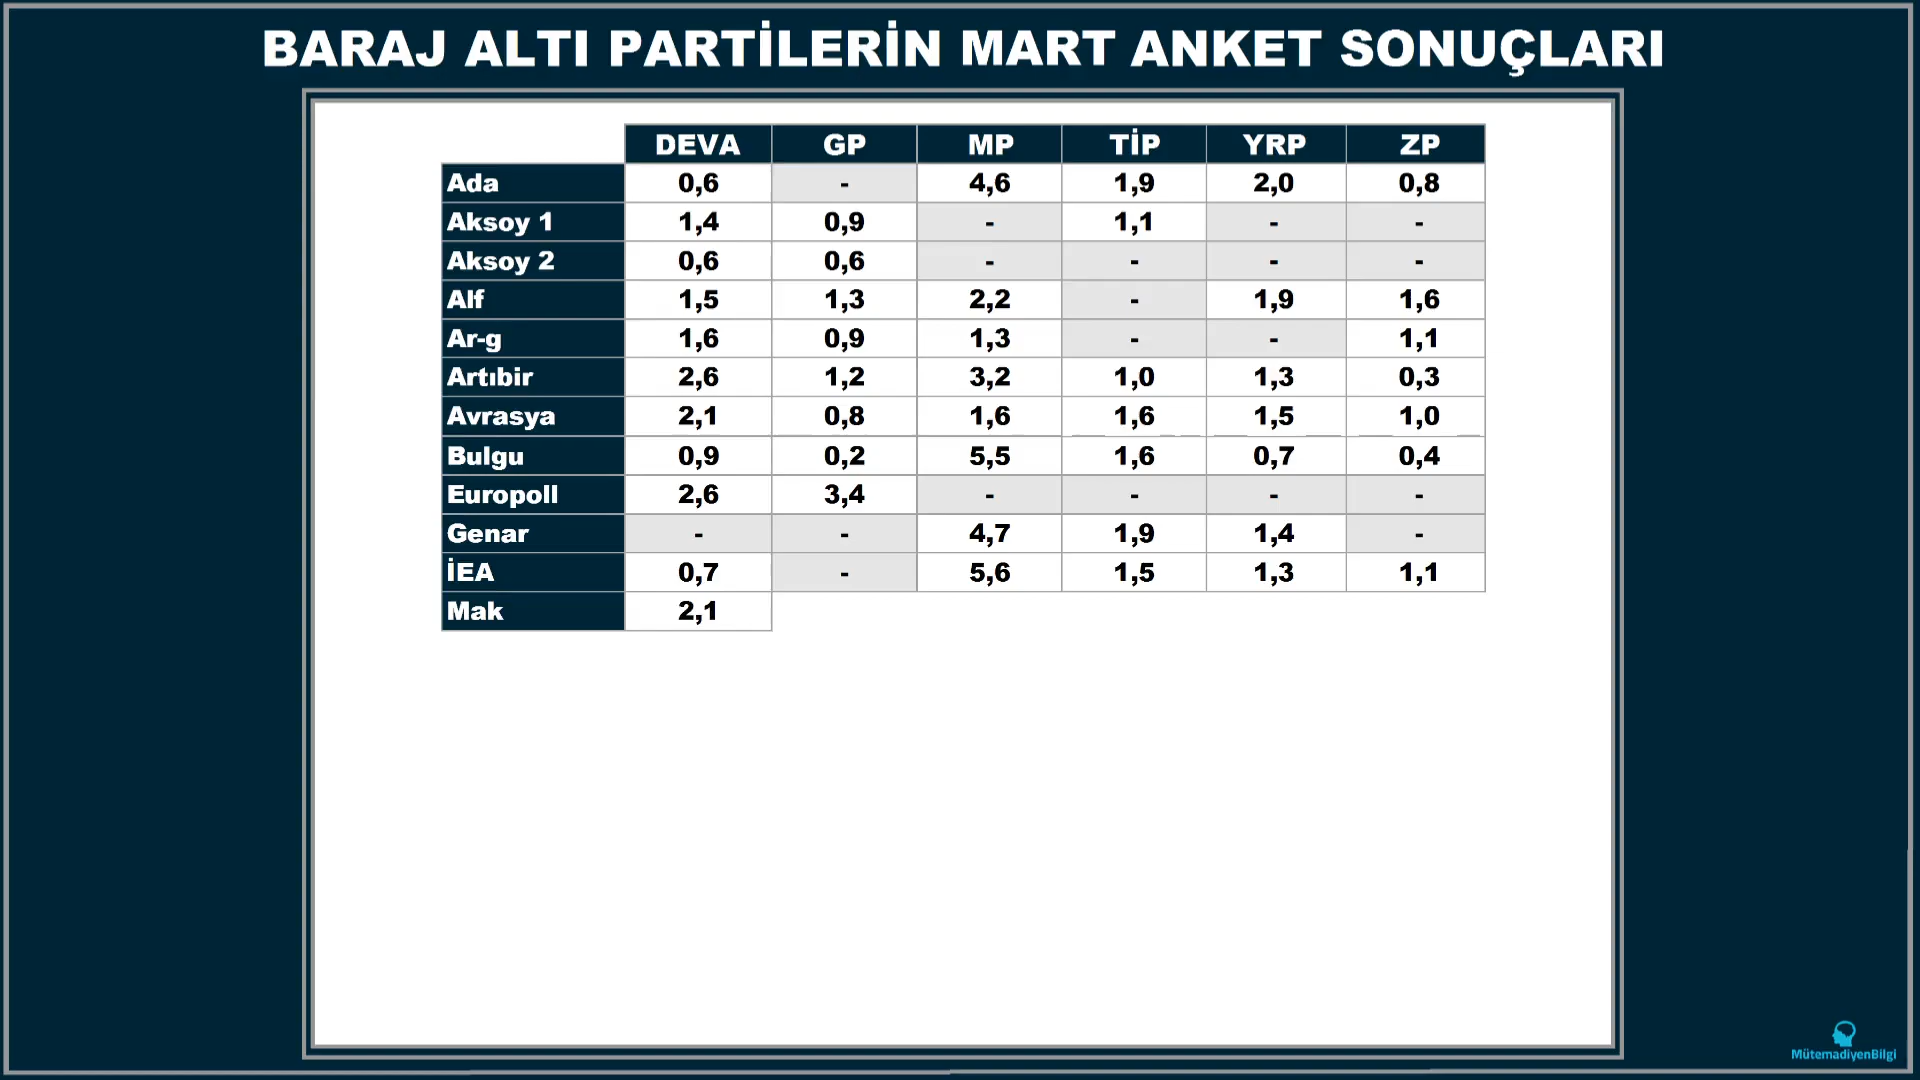 BARAJ ALTI PARTİLERİN MART ANKET SONUÇLARI
DEVA GP MP TİP YRP ZP
Ada 0,6 - 4,6 1,9 2,0 0,8
Aksoy 1 1,4 0,9 - 1,1 - -
Aksoy 2 0,6 0,6 - - - -
Alf 1,5 1,3 2,2 - 1,9 1,6
Ar-g 1,6 0,9 1,3 - - 1,1
Artıbir 2,6 1,2 3,2 1,0 1,3 0,3
Avrasya 2,1 0,8 1,6 1,6 1,5 1,0
Bulgu 0,9 0,2 5,5 1,6 0,7 0,4
Europoll 2,6 3,4 - - - -
Genar - - 4,7 1,9 1,4 -
İEA 0,7 - 5,6 1,5 1,3 1,1
Mak 2,1
MütemadiyenBilgi